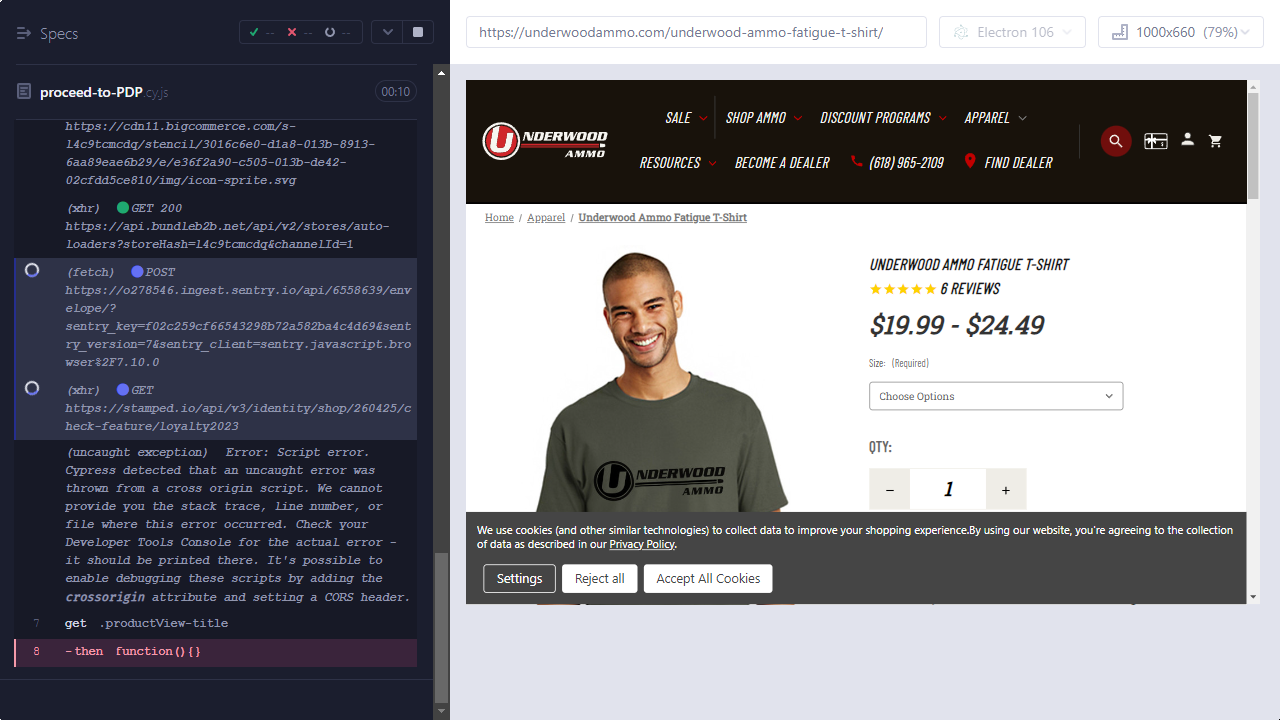 Specs
-- -- --
proceed-to-PDP.cy.js
00:10
https://cdn11.bigcommerce.com/s-
l4c9tcmcdq/stencil/3016c6e0-d1a8-013b-8913-
6aa89eae6b29/e/e36f2a90-c505-013b-de42-
02cfdd5ce810/img/icon-sprite.svg
(xhr) GET 200
https://api.bundleb2b.net/api/v2/stores/auto-
loaders?storeHash=l4c9tcmcdq&channelId=1
(fetch) POST
https://o278546.ingest.sentry.io/api/6558639/env
elope/?
sentry_key=f02c259cf66543298b72a582ba4c4d69&sent
ry_version=7&sentry_client=sentry.javascript.bro
wser%2F7.10.0
(xhr) GET
https://stamped.io/api/v3/identity/shop/260425/c
heck-feature/loyalty2023
(uncaught exception) Error: Script error.
Cypress detected that an uncaught error was
thrown from a cross origin script. We cannot
provide you the stack trace, line number, or
file where this error occurred. Check your
Developer Tools Console for the actual error -
it should be printed there. It's possible to
enable debugging these scripts by adding the
crossorigin attribute and setting a CORS header.
7 get .productView-title
8 -then function(){}
https://underwoodammo.com/underwood-ammo-fatigue-t-shirt/
Electron 106
1000x660 (79%)
UNDERWOOD
AMMO
SALE
SHOP AMMO
DISCOUNT PROGRAMS
APPAREL
RESOURCES
BECOME A DEALER
(618) 965-2109
FIND DEALER
Home / Apparel / Underwood Ammo Fatigue T-Shirt
UNDERWOOD
AMMO
UNDERWOOD AMMO FATIGUE T-SHIRT
6 REVIEWS
$19.99 - $24.49
Size: (Required)
Choose Options
QTY:
− 1 +
We use cookies (and other similar technologies) to collect data to improve your shopping experience.By using our website, you're agreeing to the collection
of data as described in our Privacy Policy.
Settings
Reject all
Accept All Cookies